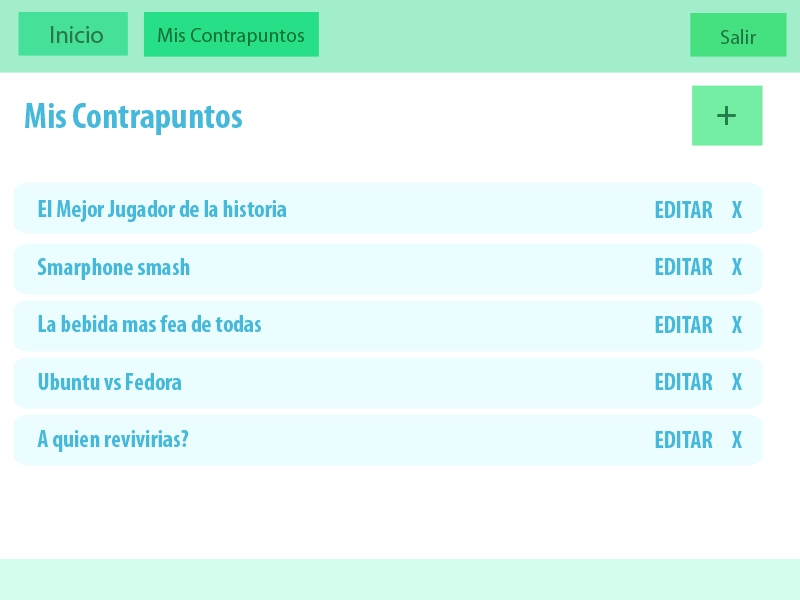 Inicio Mis Contrapuntos Salir
Mis Contrapuntos +
El Mejor Jugador de la historia EDITAR X
Smarphone smash EDITAR X
La bebida mas fea de todas EDITAR X
Ubuntu vs Fedora EDITAR X
A quien revivirias? EDITAR X